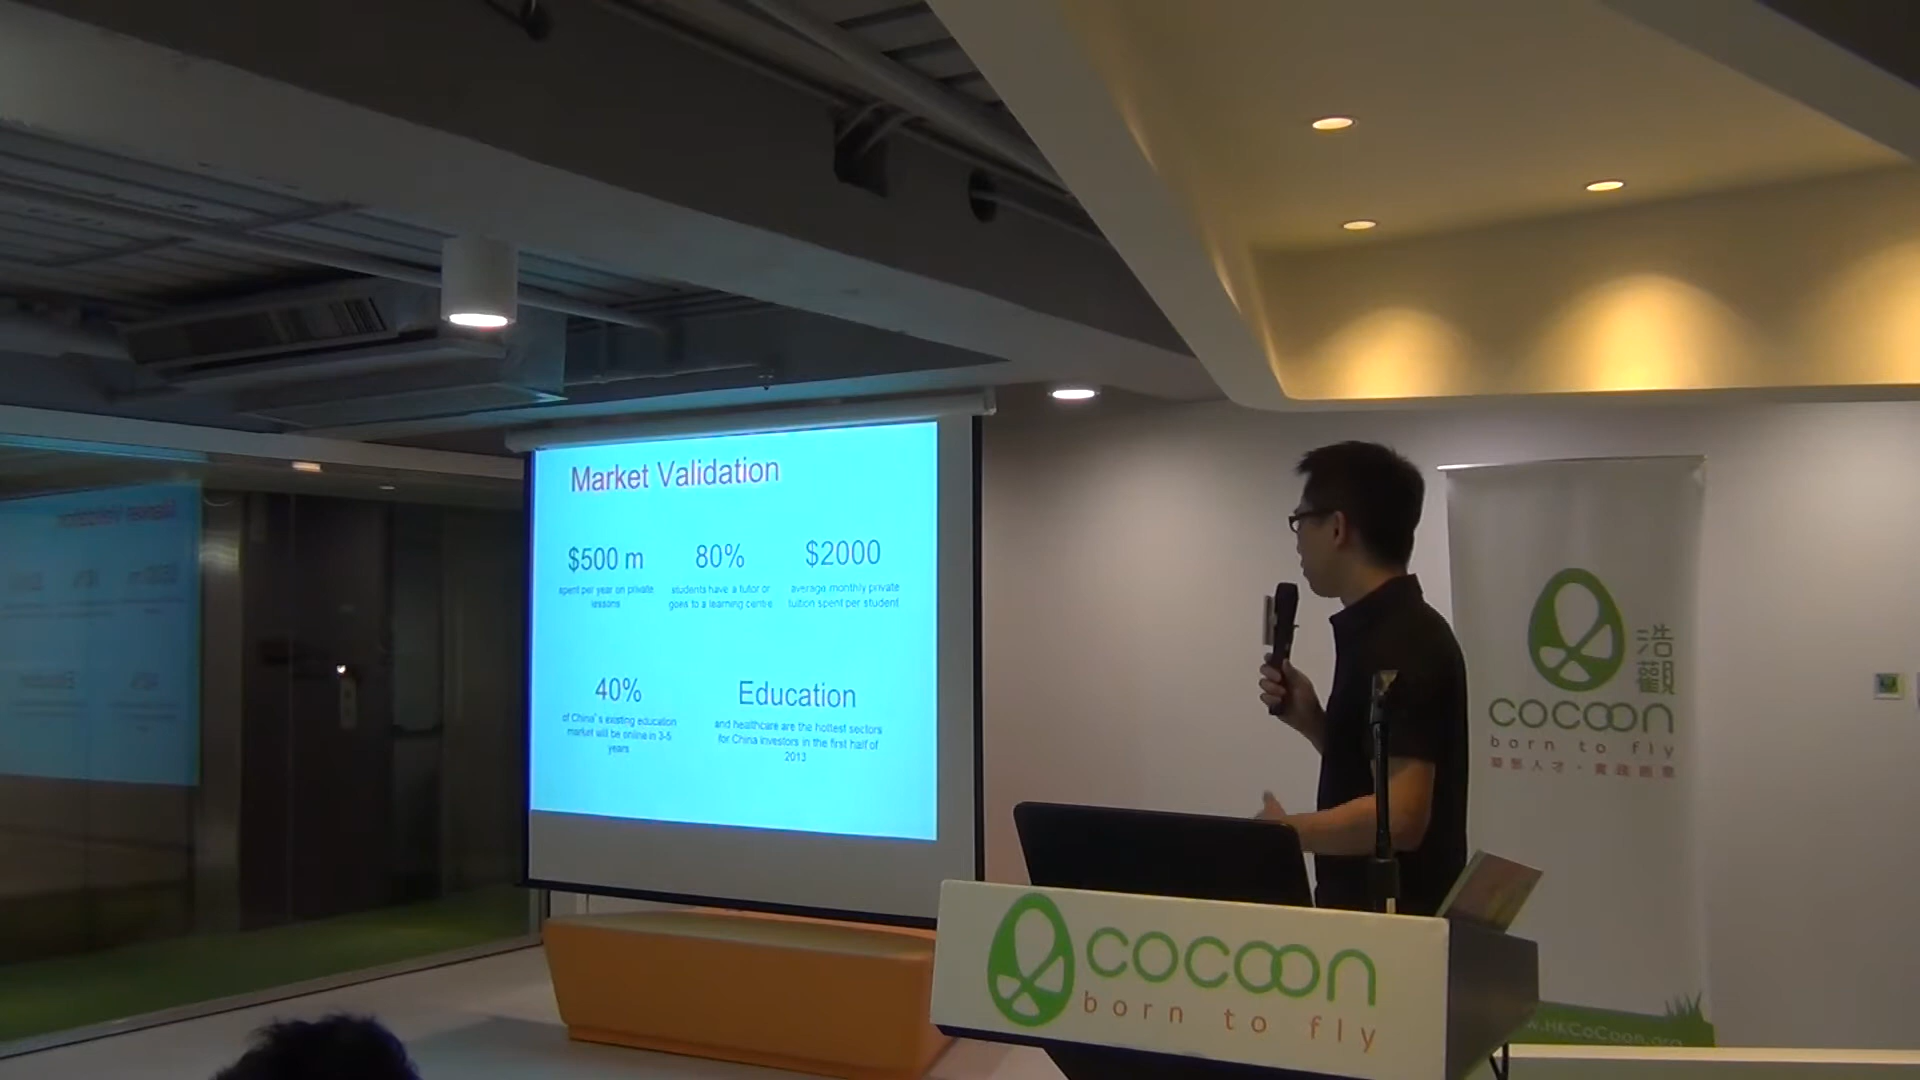 Market Validation
$500 m
spent per year on private
lessons
80%
students have a tutor or
goes to a learning centre
$2000
average monthly private
tuition spent per student
40%
of China's existing education
market will be online in 3-5
years
Education
and healthcare are the hottest sectors
for China investors in the first half of
2013
浩觀
cocoon
born to fly
cocoon
born to fly
www.HKCoCoon.org